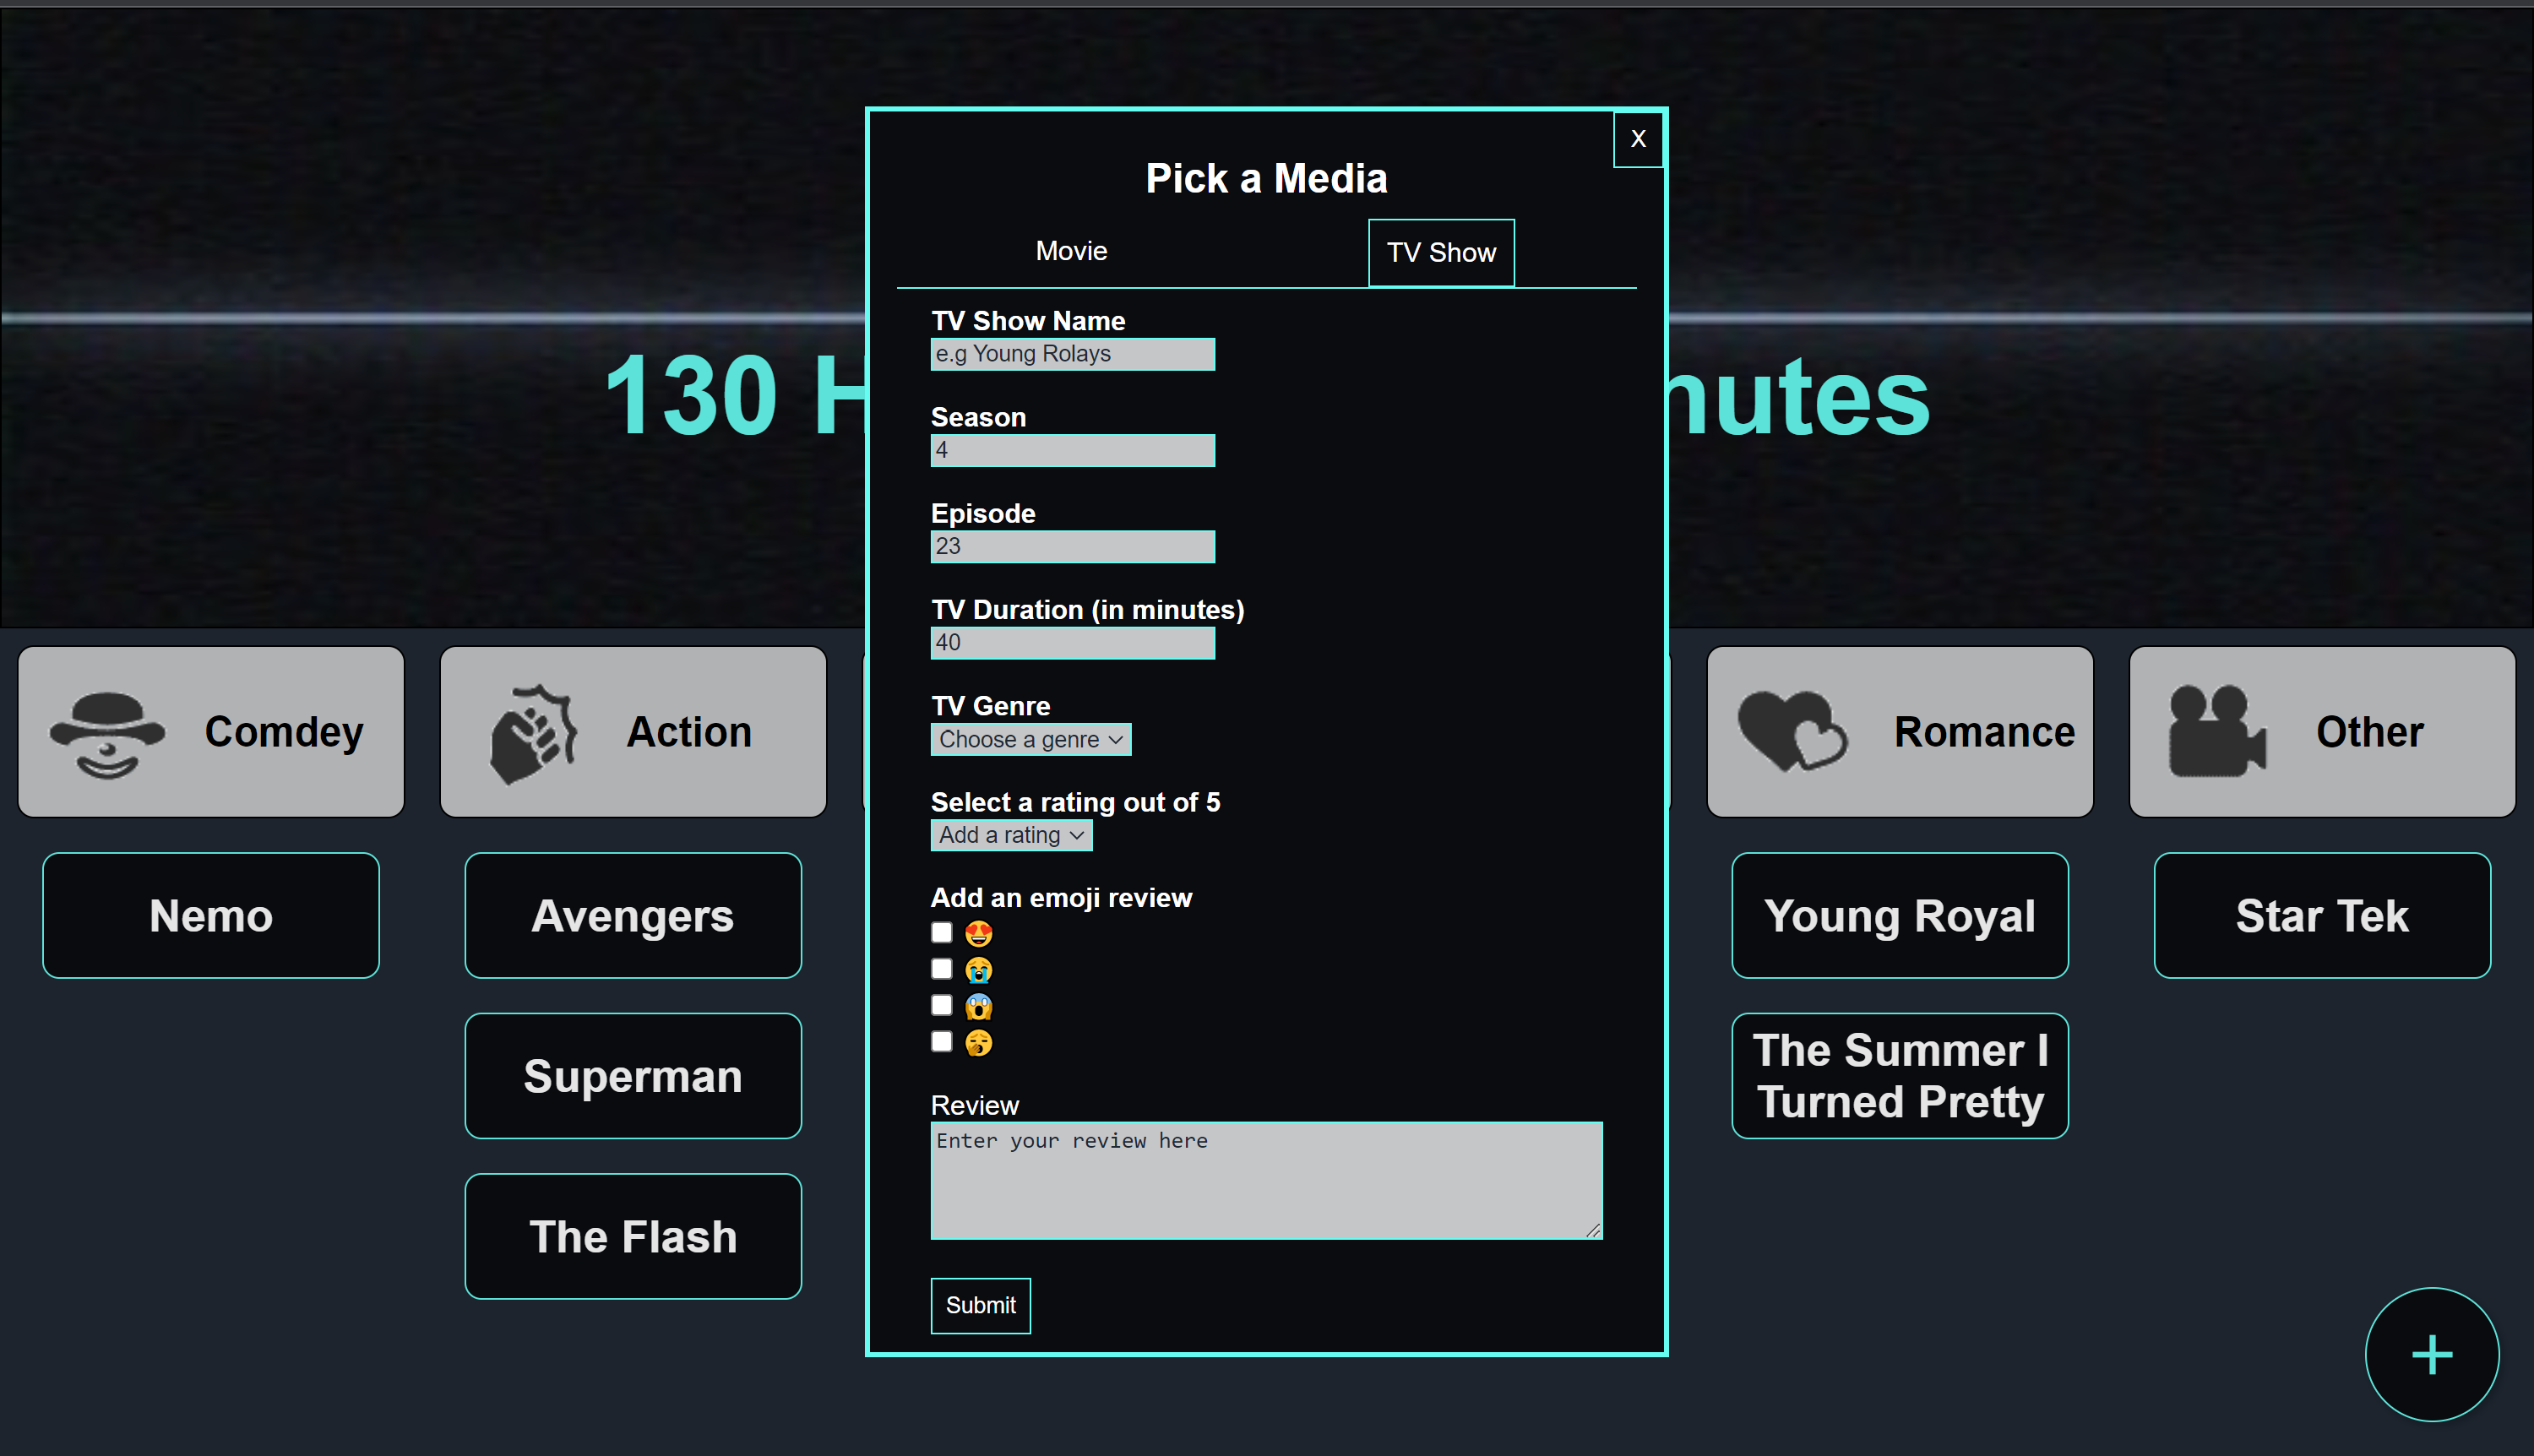 X
Pick a Media
Movie
TV Show
TV Show Name
e.g Young Rolays
Season
4
Episode
23
TV Duration (in minutes)
40
TV Genre
Choose a genre
Select a rating out of 5
Add a rating
Add an emoji review
Review
Enter your review here
Submit
130 H
nutes
Comdey
Action
Romance
Other
Nemo
Avengers
Young Royal
Star Tek
Superman
The Summer I
Turned Pretty
The Flash
+